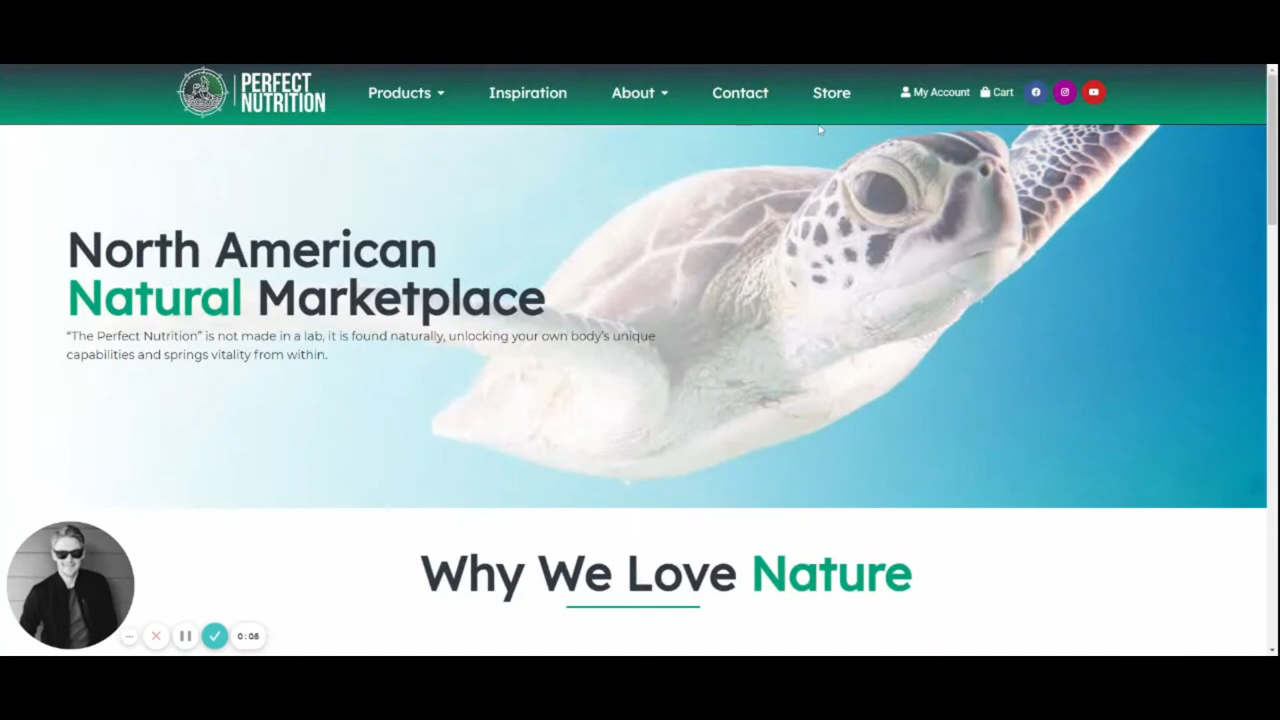 PERFECT
NUTRITION
Products
Inspiration
About
Contact
Store
My Account
Cart
North American
Natural Marketplace
“The Perfect Nutrition” is not made in a lab, it is found naturally, unlocking your own body’s unique
capabilities and springs vitality from within.
Why We Love Nature
0:05